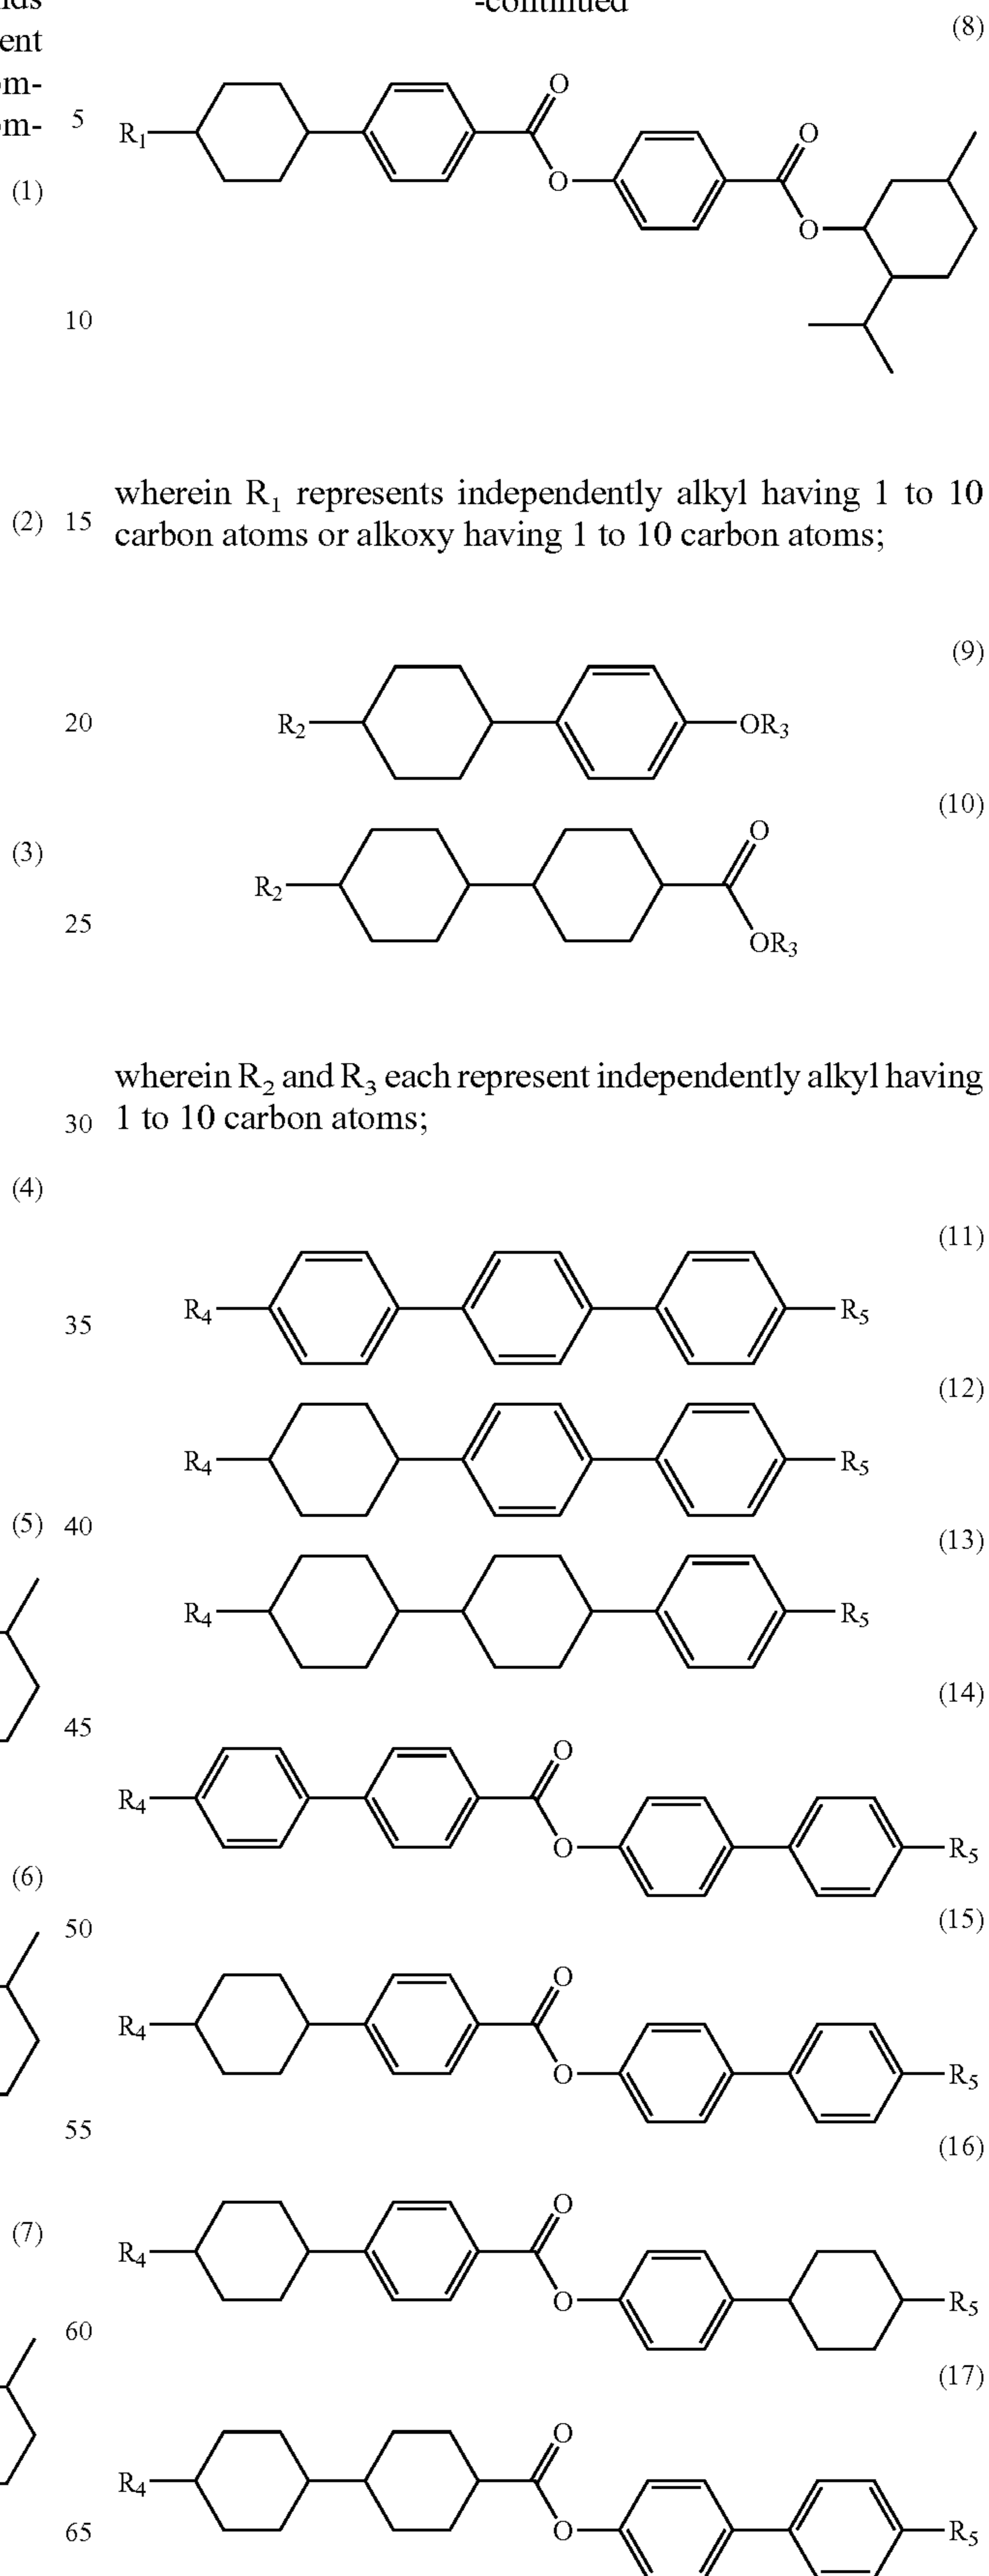 -continued
(8)
ent
5
R1
O
O
O
O
(1)
10
wherein R1 represents independently alkyl having 1 to 10
(2) 15 carbon atoms or alkoxy having 1 to 10 carbon atoms;
(9)
20
R2
OR3
(10)
(3)
R2
O
OR3
25
wherein R2 and R3 each represent independently alkyl having
30 1 to 10 carbon atoms;
(4)
(11)
35
R4
R5
(12)
R4
R5
(5) 40
(13)
R4
R5
(14)
45
R4
O
O
R5
(6)
50
(15)
R4
O
O
R5
55
(16)
(7)
R4
O
O
R5
60
(17)
R4
O
O
R5
65